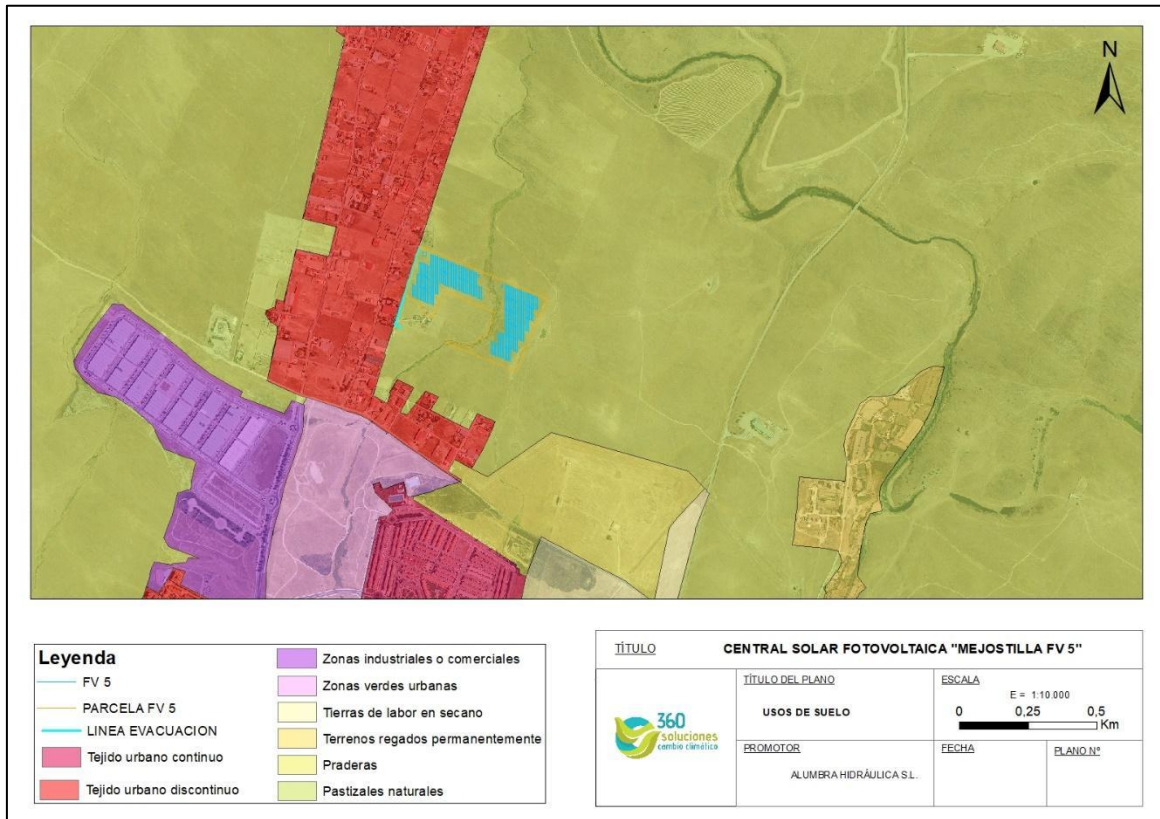 N
Leyenda
FV 5
PARCELA FV 5
LINEA EVACUACION
Tejido urbano continuo
Tejido urbano discontinuo
Zonas industriales o comerciales
Zonas verdes urbanas
Tierras de labor en secano
Terrenos regados permanentemente
Praderas
Pastizales naturales
TÍTULO
CENTRAL SOLAR FOTOVOLTAICA "MEJOSTILLA FV 5"
360
soluciones
cambio climático
TÍTULO DEL PLANO
USOS DE SUELO
ESCALA
E = 1:10.000
0 0,25 0,5
Km
PROMOTOR
ALUMBRA HIDRÁULICA S.L.
FECHA
PLANO Nº